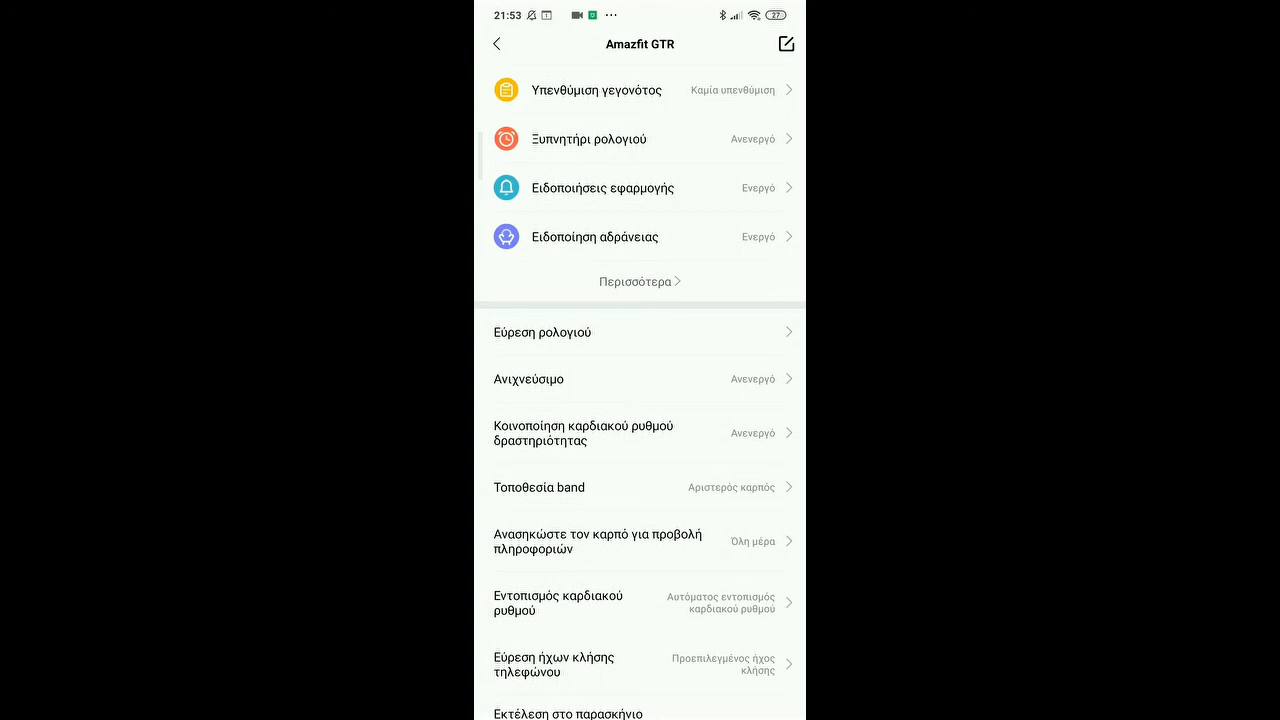 21:53
27
Amazfit GTR
Υπενθύμιση γεγονότος Καμία υπενθύμιση
Ξυπνητήρι ρολογιού Ανενεργό
Ειδοποιήσεις εφαρμογής Ενεργό
Ειδοποίηση αδράνειας Ενεργό
Περισσότερα
Εύρεση ρολογιού
Ανιχνεύσιμο Ανενεργό
Κοινοποίηση καρδιακού ρυθμού
δραστηριότητας
Ανενεργό
Τοποθεσία band Αριστερός καρπός
Ανασηκώστε τον καρπό για προβολή
πληροφοριών
Όλη μέρα
Εντοπισμός καρδιακού
ρυθμού
Αυτόματος εντοπισμός
καρδιακού ρυθμού
Εύρεση ήχων κλήσης
τηλεφώνου
Προεπιλεγμένος ήχος
κλήσης
Εκτέλεση στο παρασκήνιο